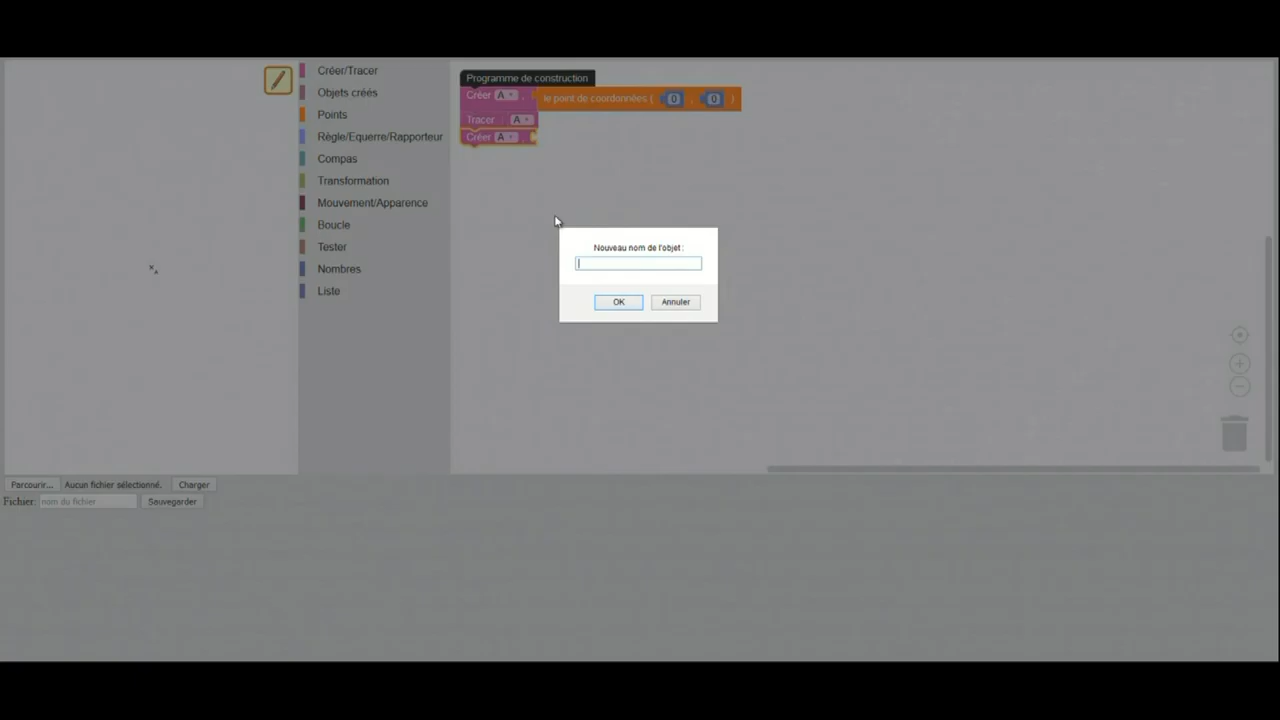 Créer/Tracer
Objets créés
Points
Règle/Equerre/Rapporteur
Compas
Transformation
Mouvement/Apparence
Boucle
Tester
Nombres
Liste
Programme de construction
Créer A , le point de coordonnées ( 0 , 0 )
Tracer A
Créer A ,
Nouveau nom de l'objet :
OK Annuler
Parcourir... Aucun fichier sélectionné. Charger
Fichier: nom du fichier Sauvegarder